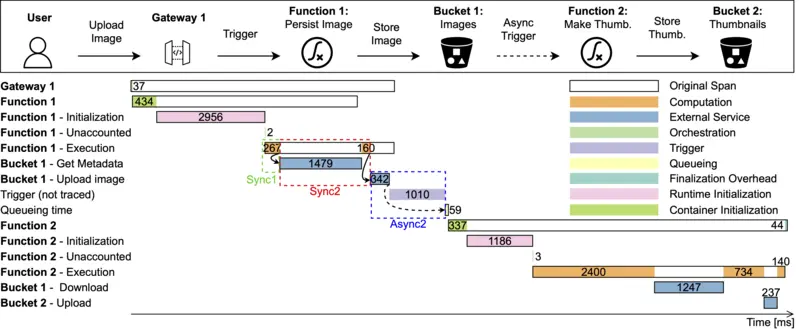 User
Gateway 1
Function 1:
Persist Image
Bucket 1:
Images
Function 2:
Make Thumb.
Bucket 2:
Thumbnails
Upload
Image
Trigger
Store
Image
Async
Trigger
Store
Thumb.
Gateway 1
37
Original Span
Function 1
434
Computation
Function 1 - Initialization
2956
External Service
Function 1 - Unaccounted
2
Orchestration
Function 1 - Execution
267
160
Trigger
Bucket 1 - Get Metadata
1479
Queueing
Sync1
Sync2
Bucket 1 - Upload image
342
Finalization Overhead
Trigger (not traced)
1010
Runtime Initialization
Queueing time
59
Container Initialization
Async2
Function 2
337
44
Function 2 - Initialization
1186
Function 2 - Unaccounted
3
Function 2 - Execution
2400
734
140
Bucket 1 - Download
1247
Bucket 2 - Upload
237
Time [ms]